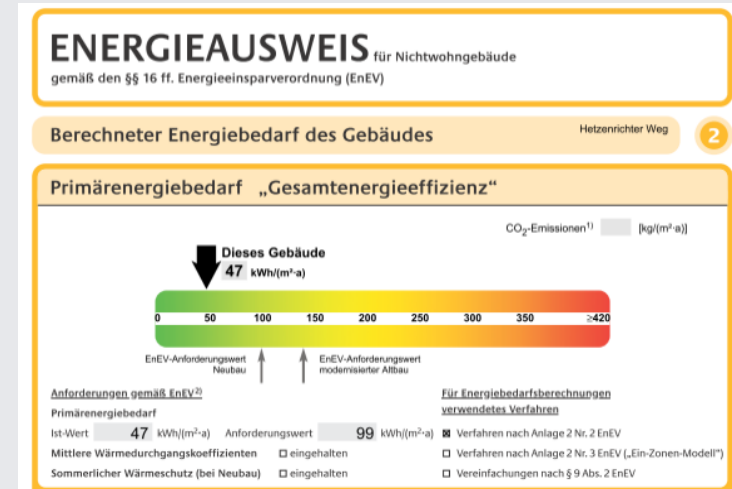 ENERGIEAUSWEIS für Nichtwohngebäude
gemäß den §§ 16 ff. Energieeinsparverordnung (EnEV)
Berechneter Energiebedarf des Gebäudes Hetzenrichter Weg 2
Primärenergiebedarf „Gesamtenergieeffizienz“
CO₂-Emissionen¹⁾ [kg/(m²·a)]
Dieses Gebäude
47 kWh/(m²·a)
0 50 100 150 200 250 300 350 ≥420
EnEV-Anforderungswert Neubau
EnEV-Anforderungswert modernisierter Altbau
Anforderungen gemäß EnEV²⁾
Primärenergiebedarf
Ist-Wert 47 kWh/(m²·a) Anforderungswert 99 kWh/(m²·a)
Mittlere Wärmedurchgangskoeffizienten ☐ eingehalten
Sommerlicher Wärmeschutz (bei Neubau) ☐ eingehalten
Für Energiebedarfsberechnungen
verwendetes Verfahren
☒ Verfahren nach Anlage 2 Nr. 2 EnEV
☐ Verfahren nach Anlage 2 Nr. 3 EnEV („Ein-Zonen-Modell“)
☐ Vereinfachungen nach § 9 Abs. 2 EnEV